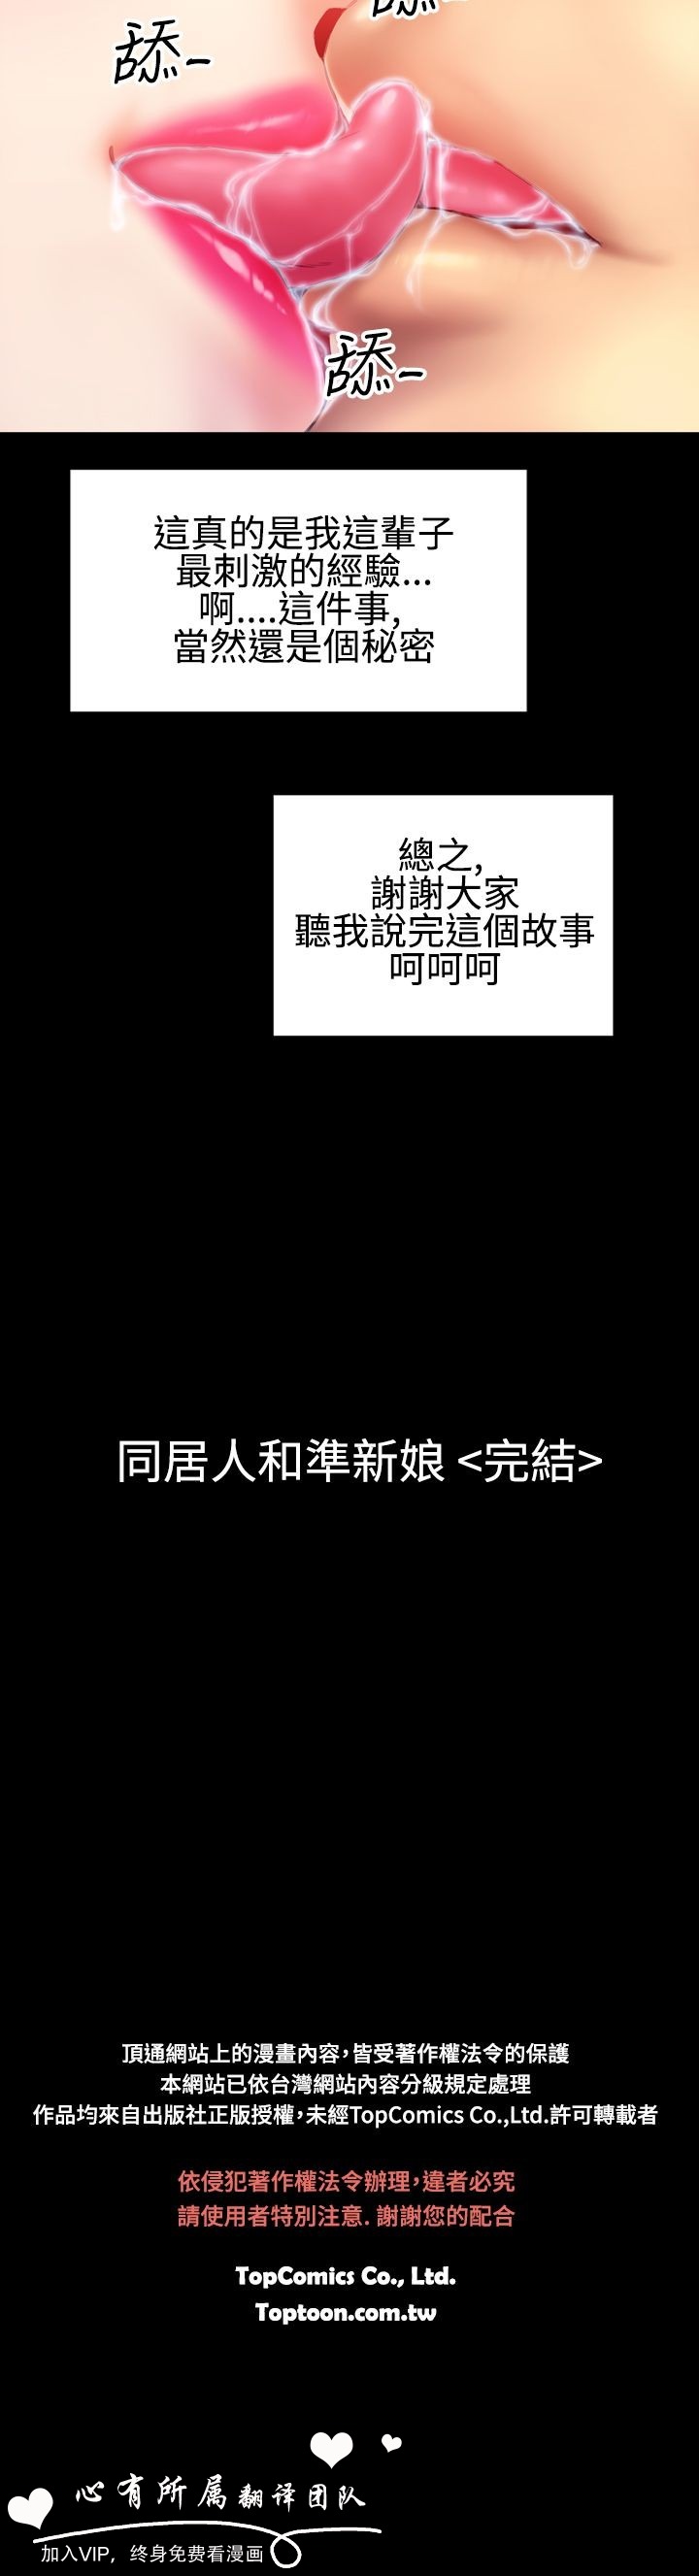 舔~
這真的是我這輩子
最刺激的經驗...
啊....這件事,
當然還是個秘密
舔~
總之,
謝謝大家
聽我說完這個故事
呵呵呵
同居人和準新娘 <完結>
頂通網站上的漫畫內容,皆受著作權法令的保護
本網站已依台灣網站內容分級規定處理
作品均來自出版社正版授權,未經TopComics Co.,Ltd.許可轉載者
依侵犯著作權法令辦理,違者必究
請使用者特別注意. 謝謝您的配合
TopComics Co., Ltd.
Toptoon.com.tw
心有所属翻译团队
加入VIP, 终身免费看漫画